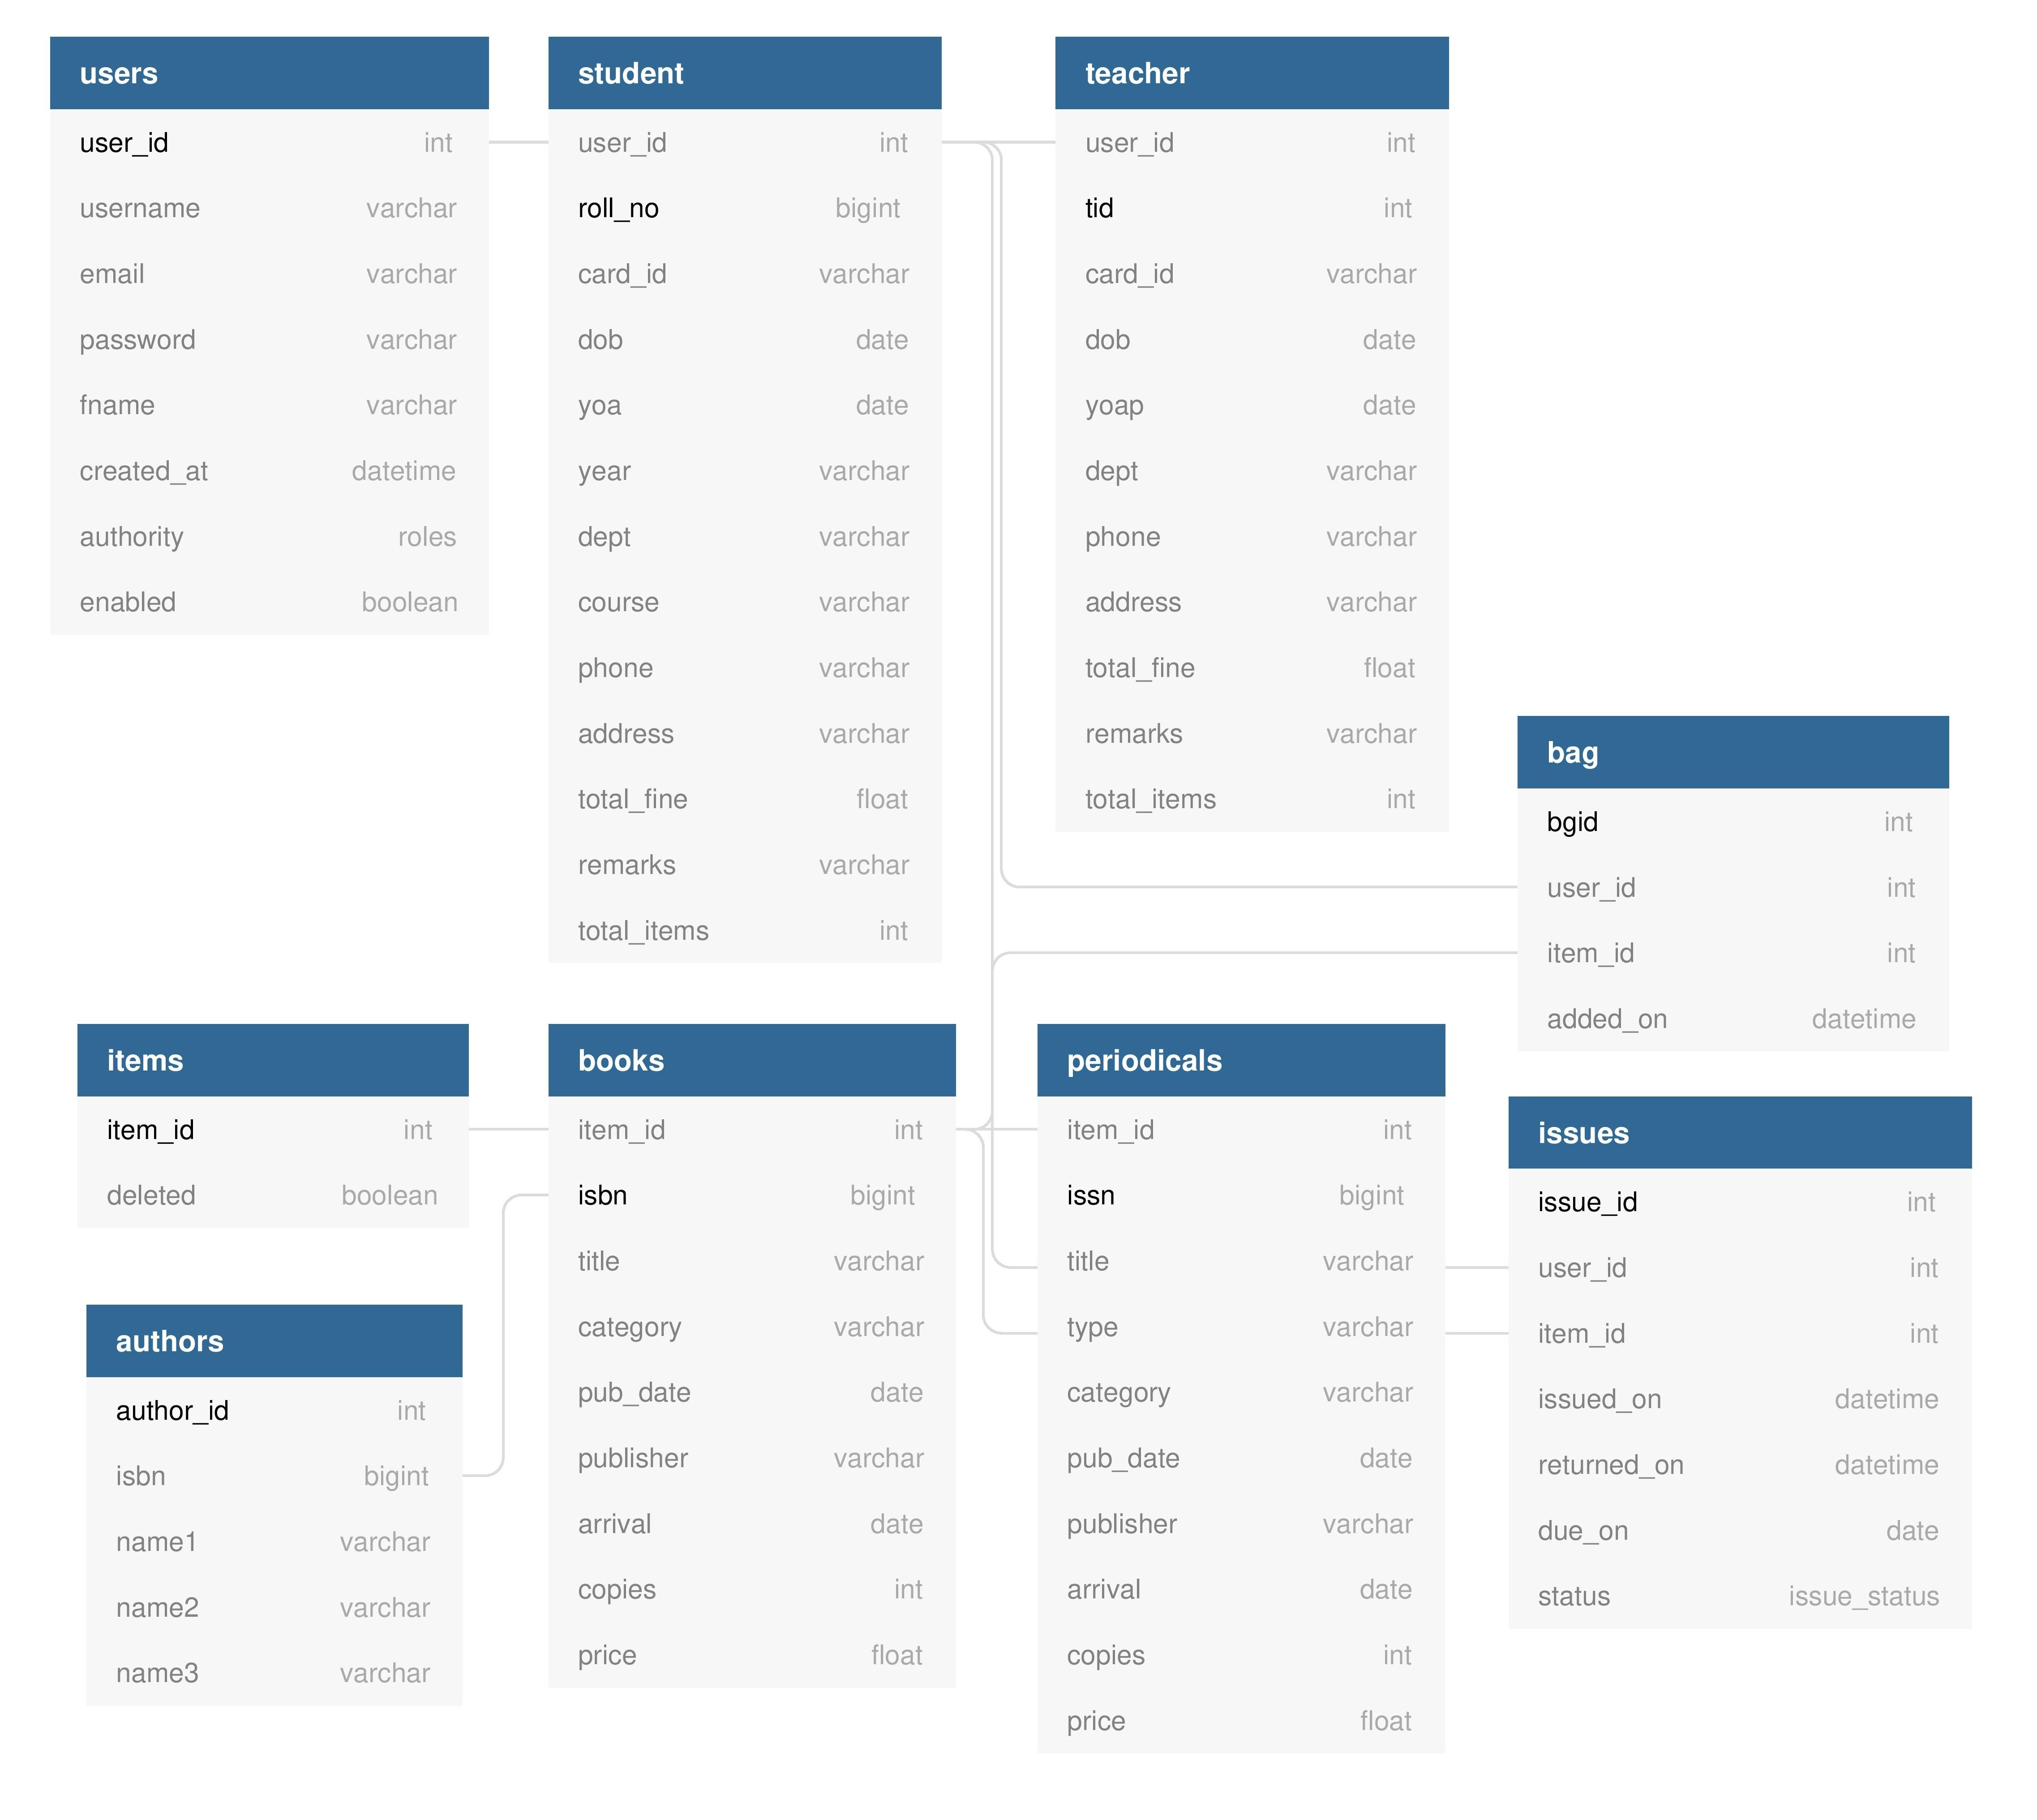 users
user_id int
username varchar
email varchar
password varchar
fname varchar
created_at datetime
authority roles
enabled boolean
student
user_id int
roll_no bigint
card_id varchar
dob date
yoa date
year varchar
dept varchar
course varchar
phone varchar
address varchar
total_fine float
remarks varchar
total_items int
teacher
user_id int
tid int
card_id varchar
dob date
yoap date
dept varchar
phone varchar
address varchar
total_fine float
remarks varchar
total_items int
bag
bgid int
user_id int
item_id int
added_on datetime
items
item_id int
deleted boolean
authors
author_id int
isbn bigint
name1 varchar
name2 varchar
name3 varchar
books
item_id int
isbn bigint
title varchar
category varchar
pub_date date
publisher varchar
arrival date
copies int
price float
periodicals
item_id int
issn bigint
title varchar
type varchar
category varchar
pub_date date
publisher varchar
arrival date
copies int
price float
issues
issue_id int
user_id int
item_id int
issued_on datetime
returned_on datetime
due_on date
status issue_status